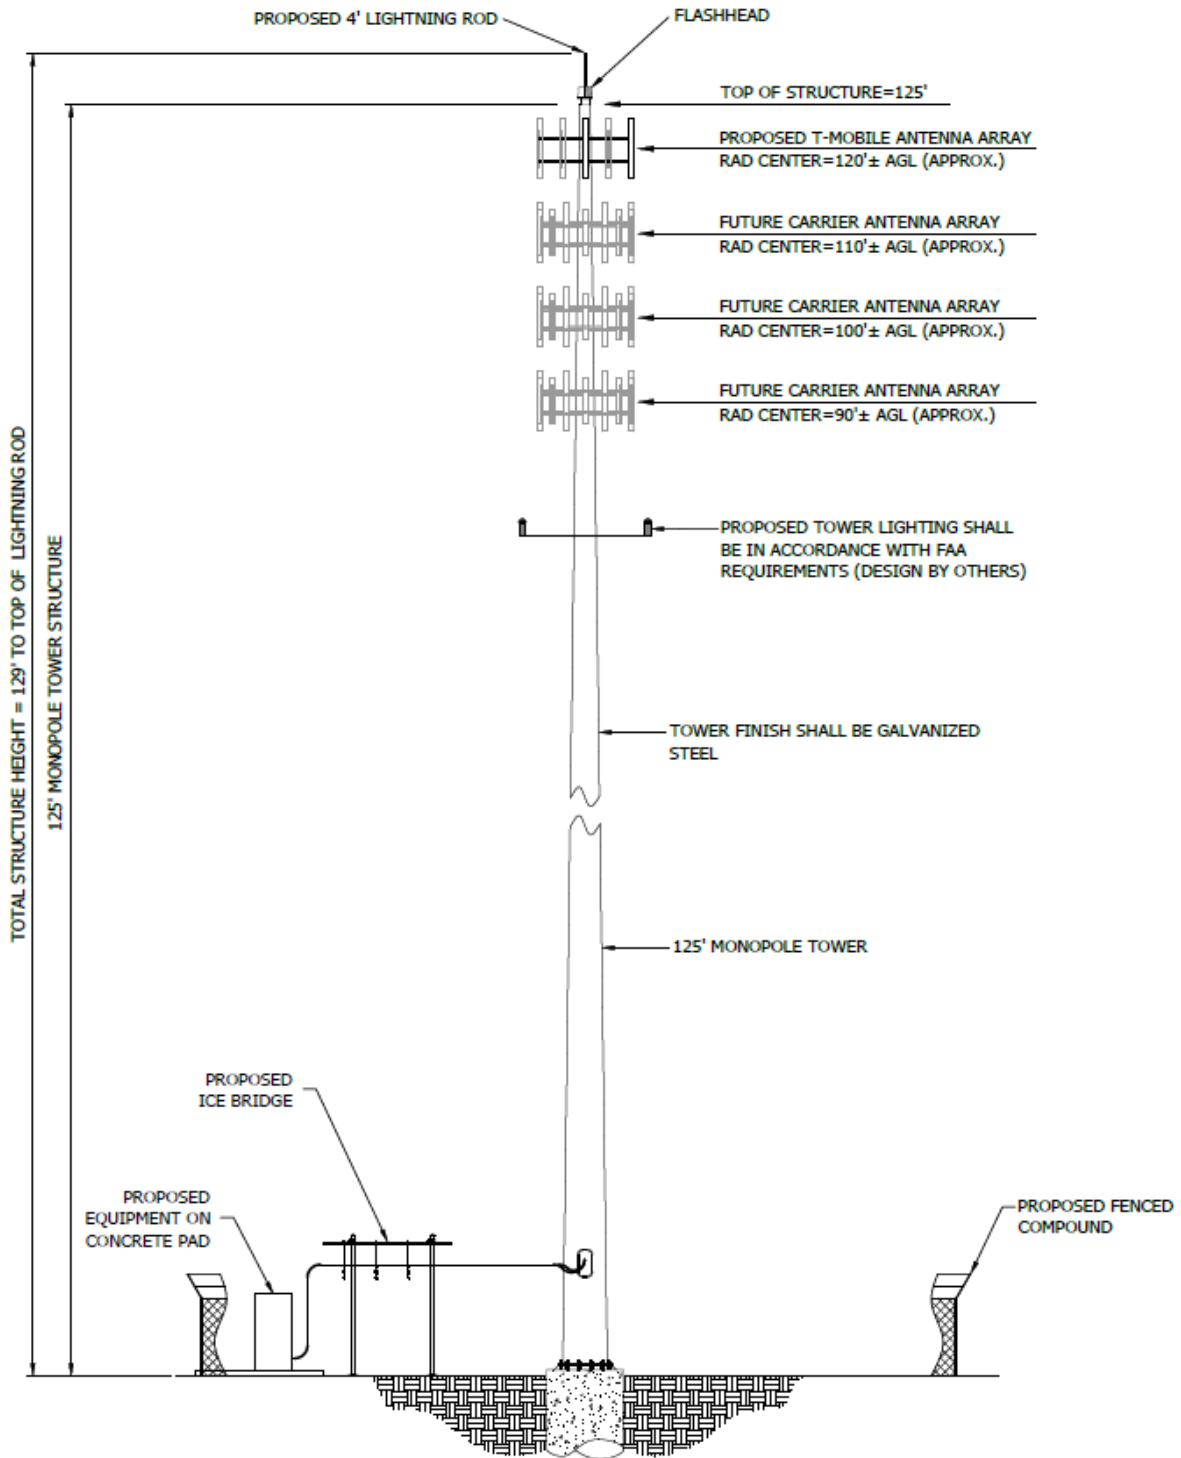 PROPOSED 4' LIGHTNING ROD
FLASHHEAD
TOP OF STRUCTURE=125'
PROPOSED T-MOBILE ANTENNA ARRAY
RAD CENTER=120'± AGL (APPROX.)
FUTURE CARRIER ANTENNA ARRAY
RAD CENTER=110'± AGL (APPROX.)
FUTURE CARRIER ANTENNA ARRAY
RAD CENTER=100'± AGL (APPROX.)
FUTURE CARRIER ANTENNA ARRAY
RAD CENTER=90'± AGL (APPROX.)
TOTAL STRUCTURE HEIGHT = 129' TO TOP OF LIGHTNING ROD
125' MONOPOLE TOWER STRUCTURE
PROPOSED TOWER LIGHTING SHALL
BE IN ACCORDANCE WITH FAA
REQUIREMENTS (DESIGN BY OTHERS)
TOWER FINISH SHALL BE GALVANIZED
STEEL
125' MONOPOLE TOWER
PROPOSED
ICE BRIDGE
PROPOSED
EQUIPMENT ON
CONCRETE PAD
PROPOSED FENCED
COMPOUND